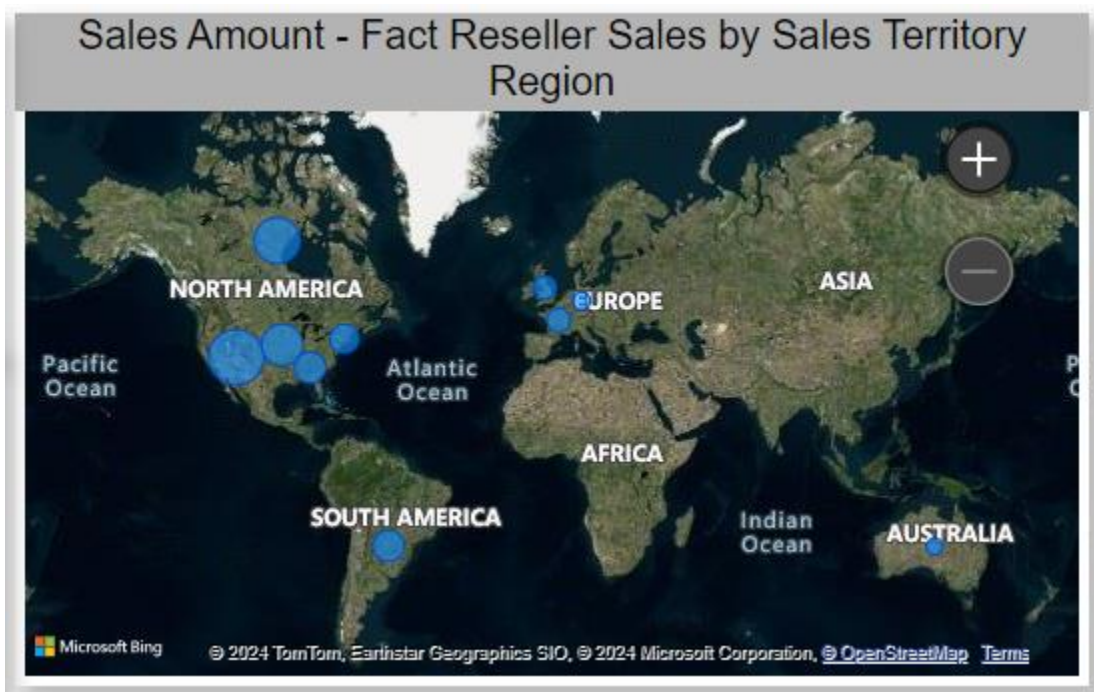 Sales Amount - Fact Reseller Sales by Sales Territory
Region
NORTH AMERICA
EUROPE
ASIA
Pacific
Ocean
Atlantic
Ocean
P
AFRICA
SOUTH AMERICA
Indian
Ocean
AUSTRALIA
Microsoft Bing
© 2024 TomTom, Earthstar Geographics SIO, © 2024 Microsoft Corporation, © OpenStreetMap Terms